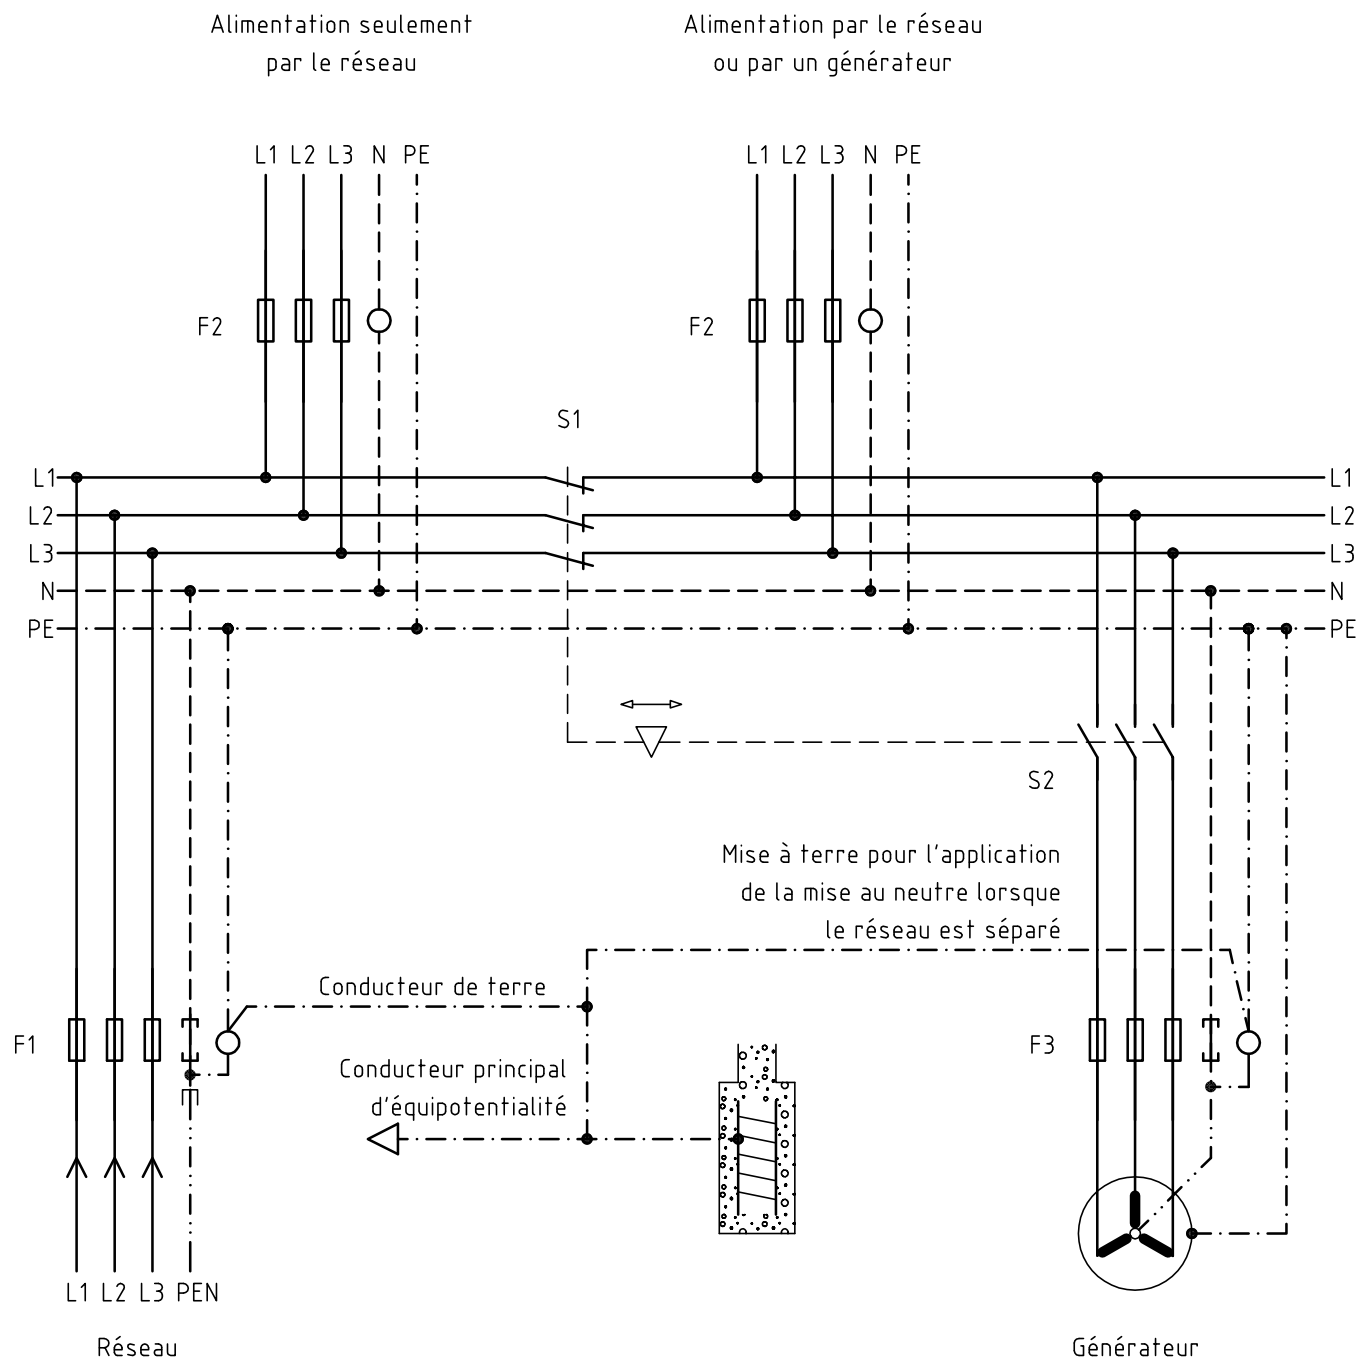 Alimentation seulement
par le réseau
Alimentation par le réseau
ou par un générateur
L1 L2 L3 N PE
L1 L2 L3 N PE
F2
F2
S1
L1
L1
L2
L2
L3
L3
N
N
PE
PE
S2
Mise à terre pour l'application
de la mise au neutre lorsque
le réseau est séparé
Conducteur de terre
F1
F3
Conducteur principal
d'équipotentialité
L1 L2 L3 PEN
Réseau
Générateur